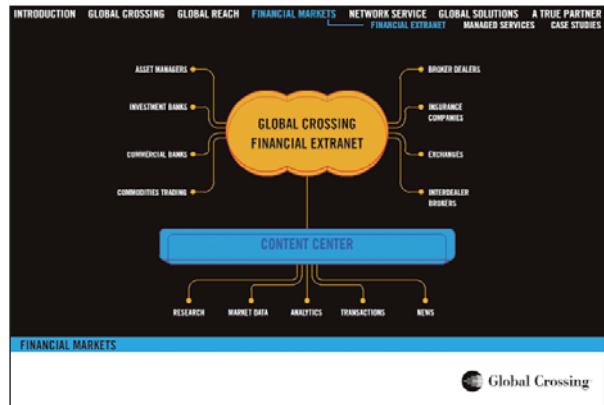 INTRODUCTION GLOBAL CROSSING GLOBAL REACH FINANCIAL MARKETS NETWORK SERVICE GLOBAL SOLUTIONS A TRUE PARTNER
FINANCIAL EXTRANET MANAGED SERVICES CASE STUDIES
ASSET MANAGERS
INVESTMENT BANKS
COMMERCIAL BANKS
COMMODITIES TRADING
GLOBAL CROSSING
FINANCIAL EXTRANET
BROKER DEALERS
INSURANCE
COMPANIES
EXCHANGES
INTERDEALER
BROKERS
CONTENT CENTER
RESEARCH MARKET DATA ANALYTICS TRANSACTIONS NEWS
FINANCIAL MARKETS
Global Crossing